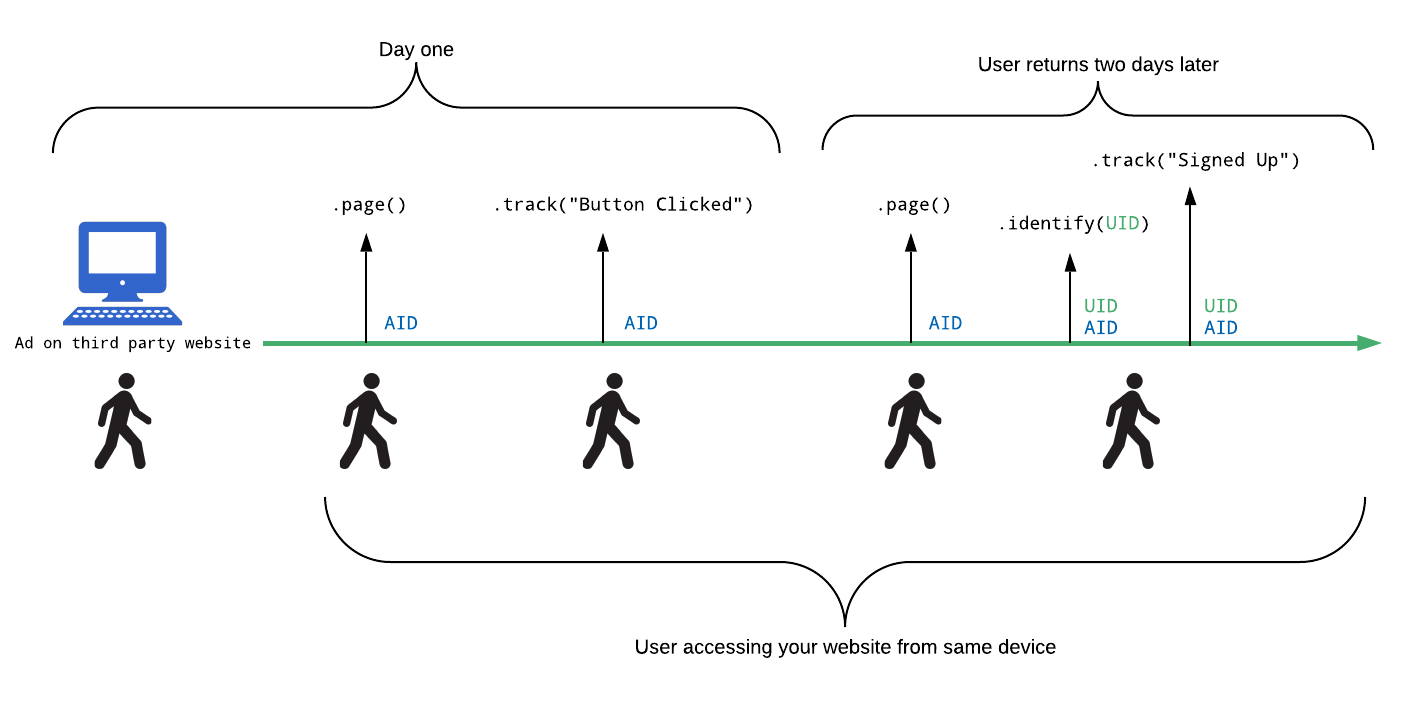 Day one
User returns two days later
.track("Signed Up")
.page()
.track("Button Clicked")
.page()
.identify(UID)
UID
UID
AID
AID
AID
AID
AID
Ad on third party website
User accessing your website from same device